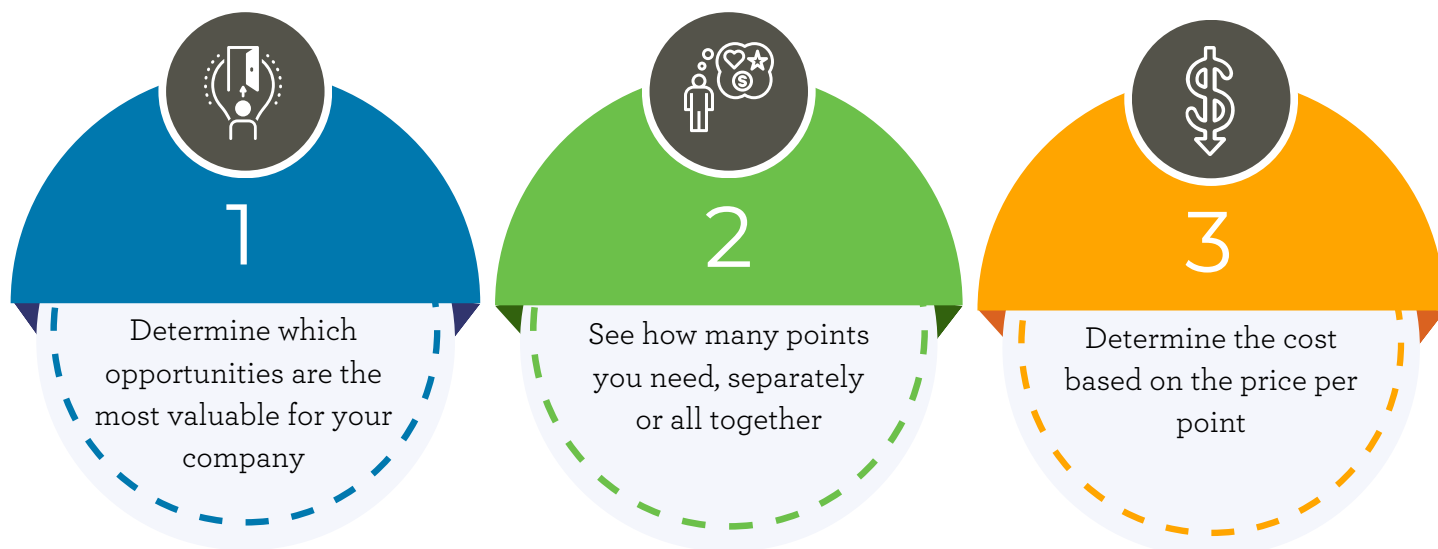 1
Determine which
opportunities are the
most valuable for your
company
2
See how many points
you need, separately
or all together
3
Determine the cost
based on the price per
point